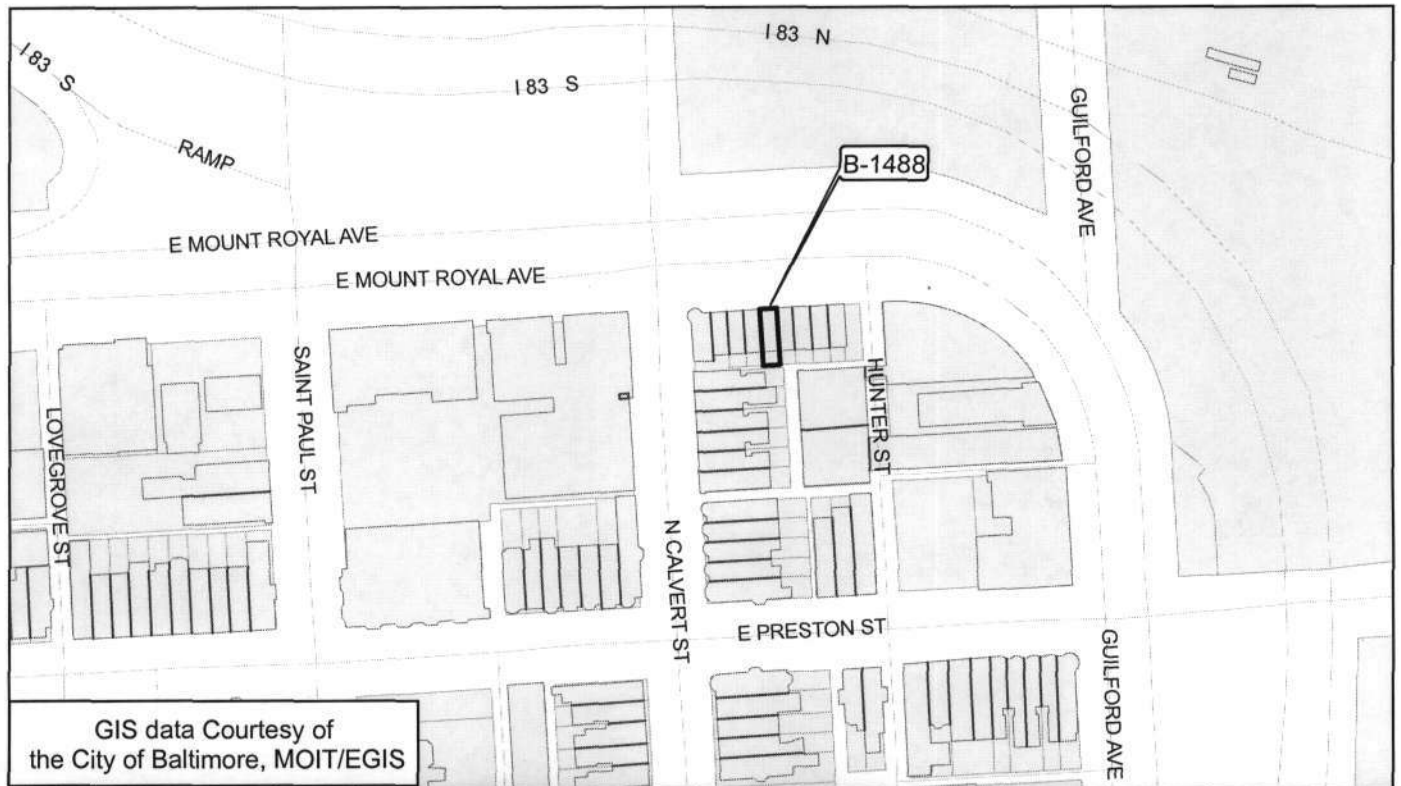 I 83 N
I 83 S
I 83 S
RAMP
GUILFORD AVE
B-1488
E MOUNT ROYAL AVE
E MOUNT ROYAL AVE
SAINT PAUL ST
LOVEGROVE ST
HUNTER ST
N CALVERT ST
E PRESTON ST
GUILFORD AVE
GIS data Courtesy of
the City of Baltimore, MOIT/EGIS